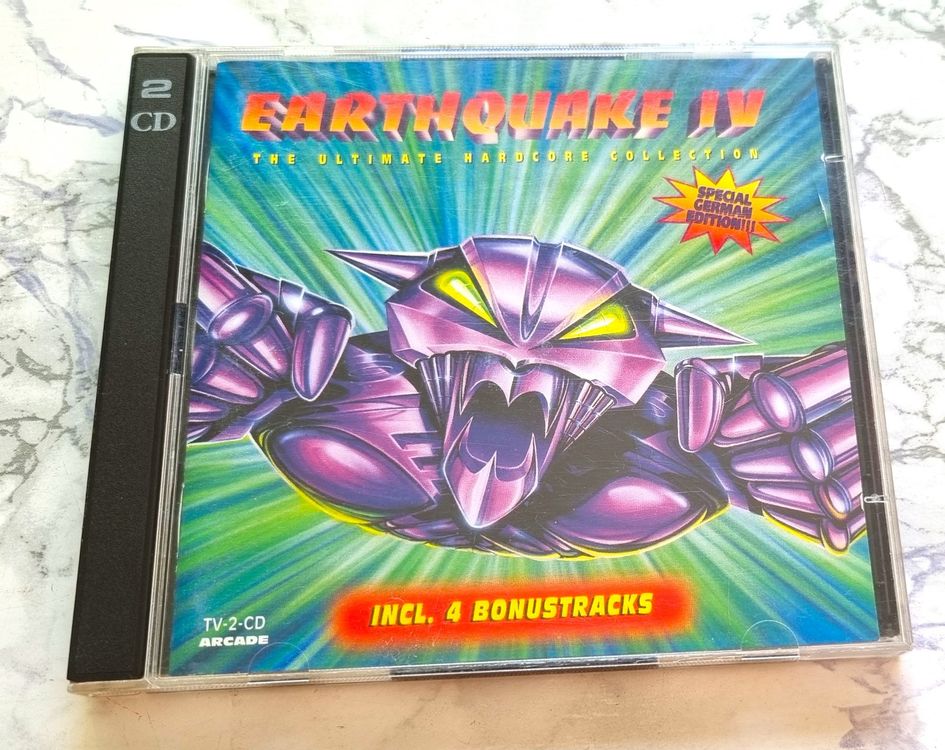 2
CD
EARTHQUAKE IV
THE ULTIMATE HARDCORE COLLECTION
SPECIAL
GERMAN
EDITION!!!
INCL. 4 BONUSTRACKS
TV-2-CD
ARCADE